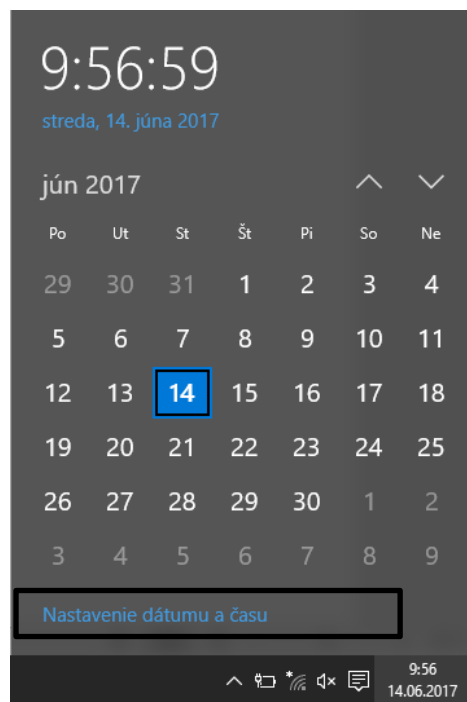 9:56:59
streda, 14. júna 2017
jún 2017
Po Ut St Št Pi So Ne
29 30 31 1 2 3 4
5 6 7 8 9 10 11
12 13 14 15 16 17 18
19 20 21 22 23 24 25
26 27 28 29 30 1 2
3 4 5 6 7 8 9
Nastavenie dátumu a času
9:56
14.06.2017